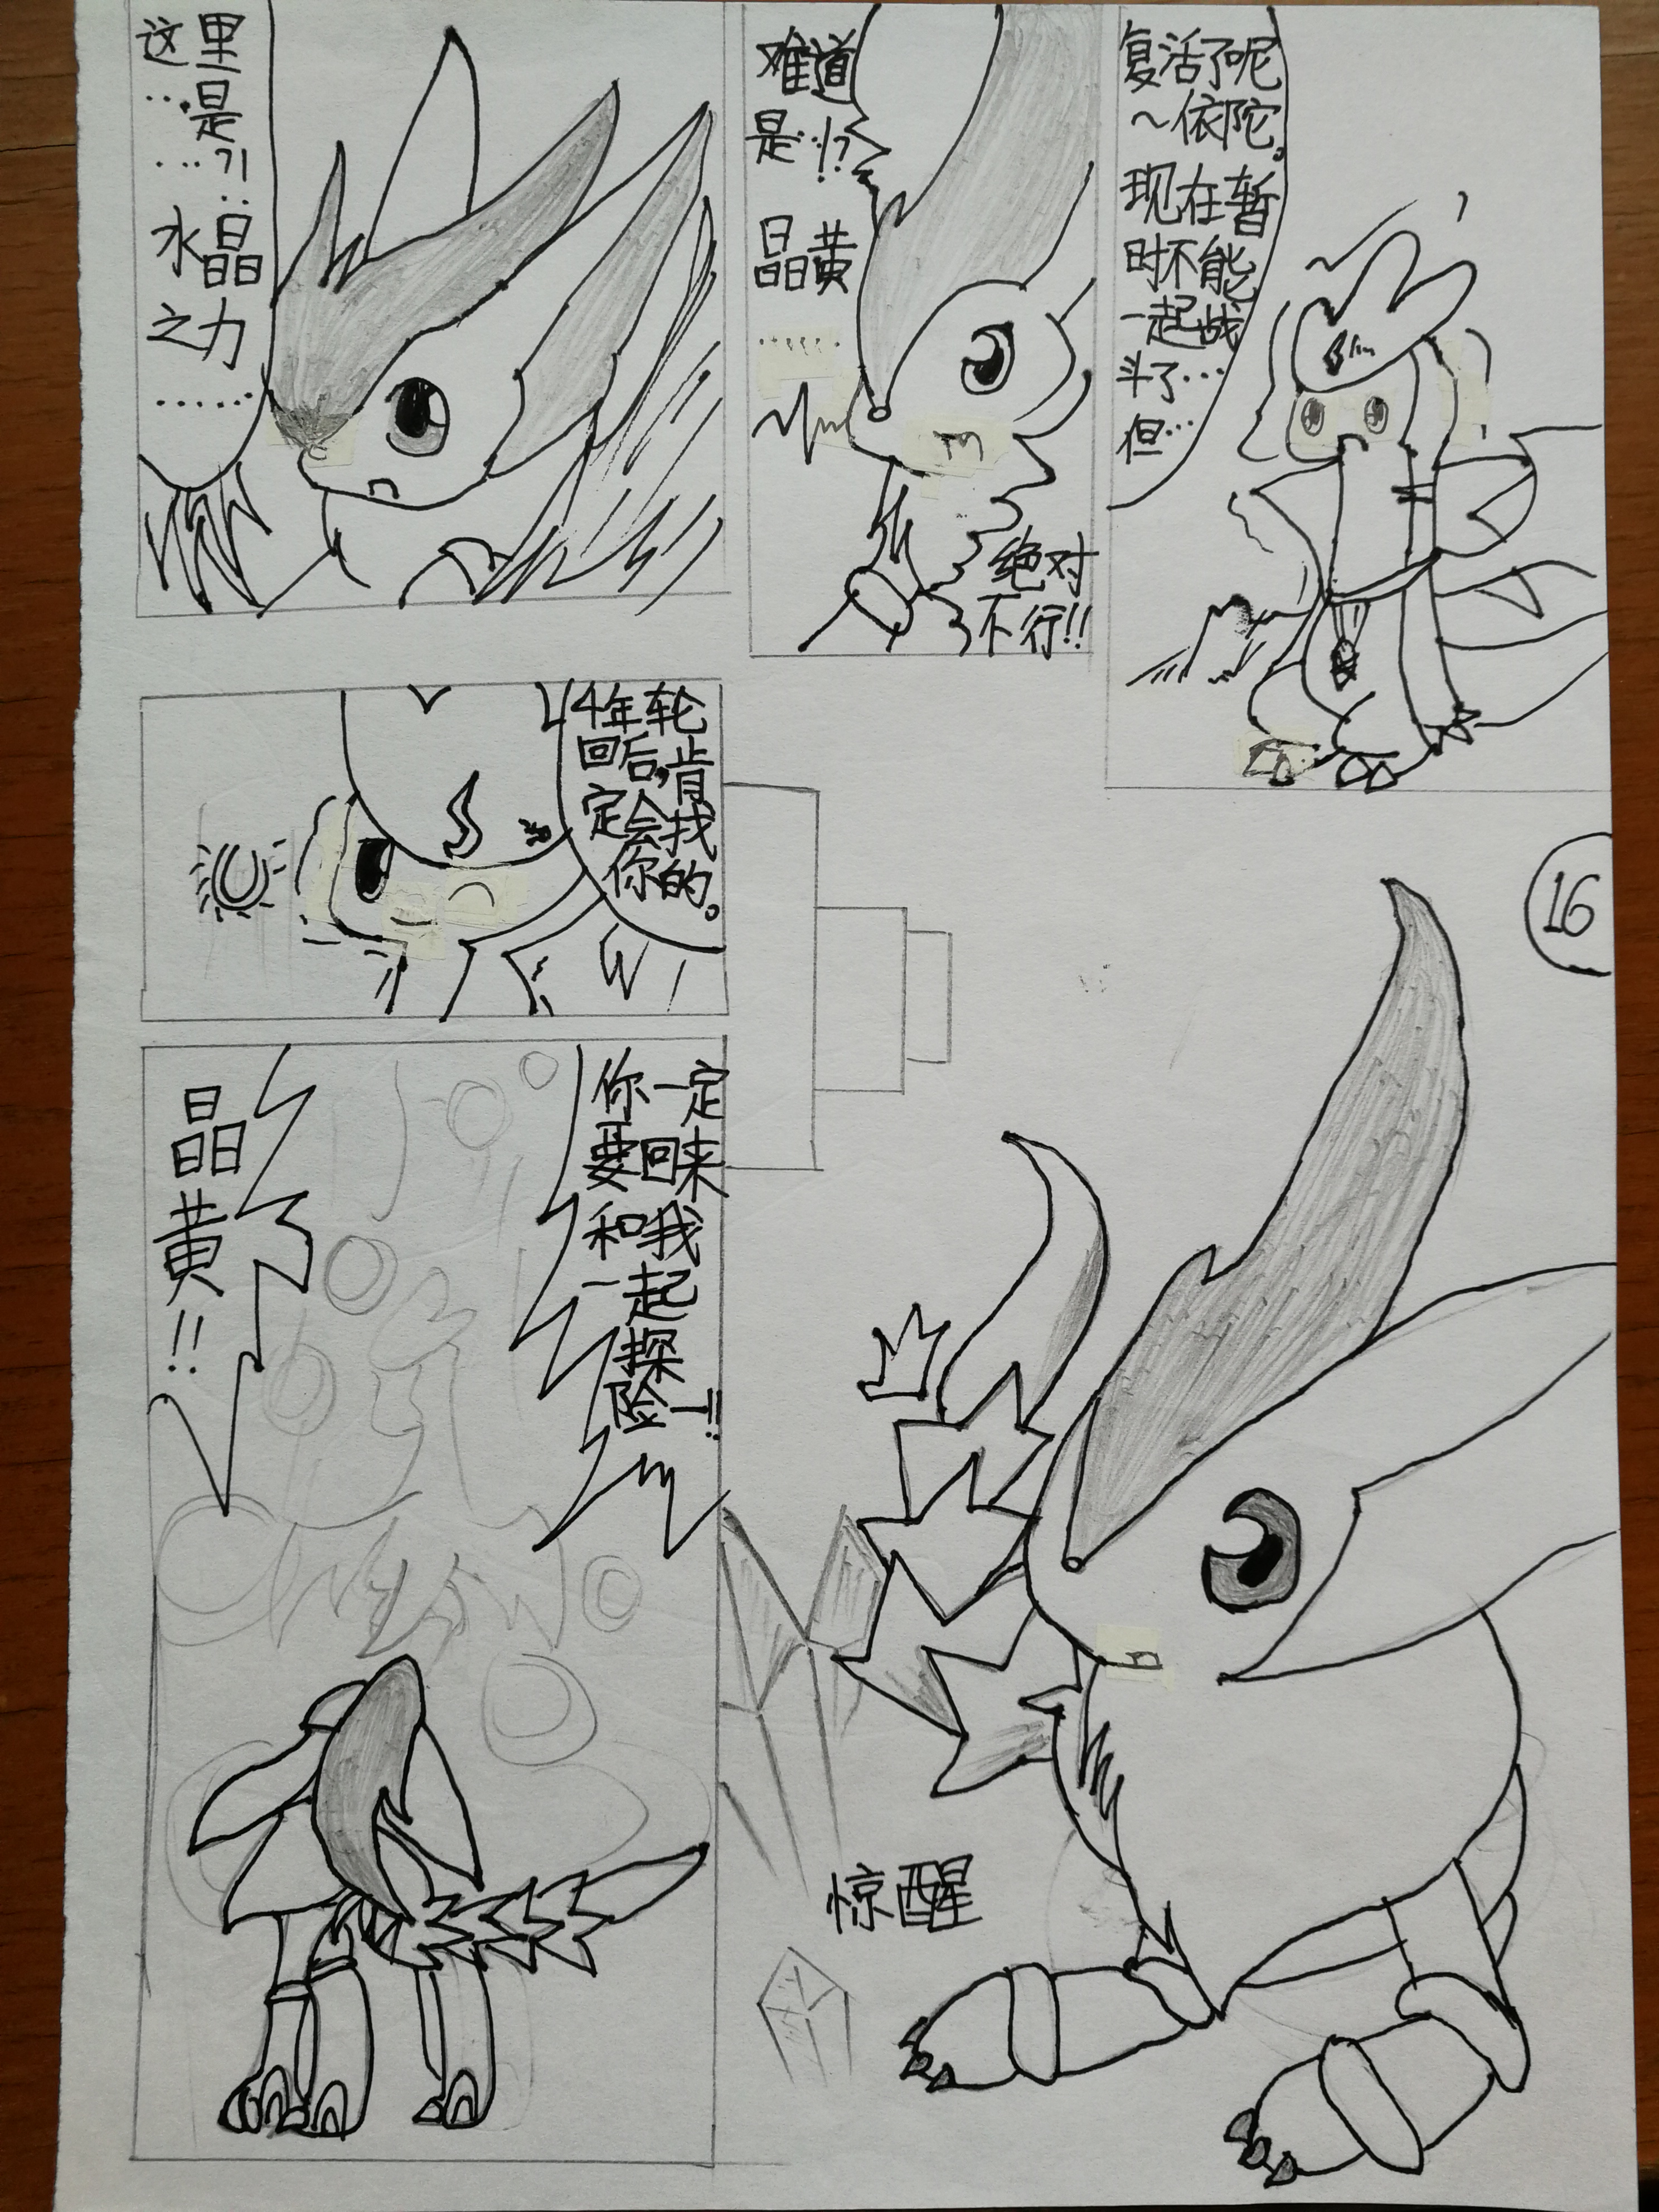 这里
…是
…?!…
水晶
之力
……
难道
是…!?
晶黄
……
绝对
不行!!
复活了呢
～依陀。
现在暂
时不能
一起战
斗了…
但…
4年轮
回后,肯
定会找
你的。
你一定
要回来
和我
一起
探
险—!!
晶
黄
!!
16
惊醒